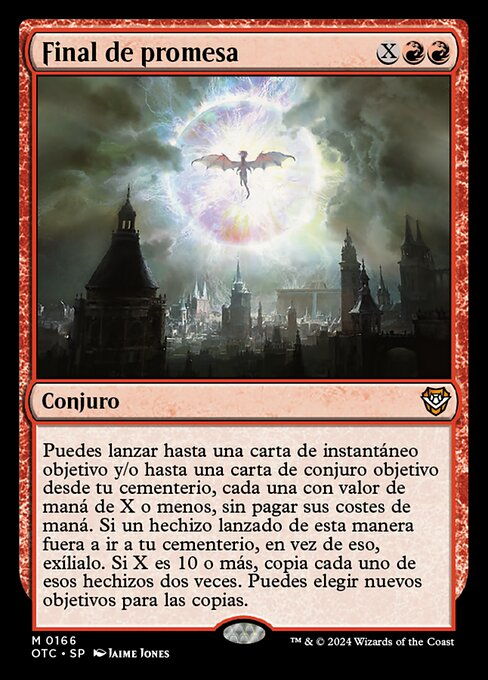 Final de promesa X
Conjuro
Puedes lanzar hasta una carta de instantáneo
objetivo y/o hasta una carta de conjuro objetivo
desde tu cementerio, cada una con valor de
maná de X o menos, sin pagar sus costes de
maná. Si un hechizo lanzado de esta manera
fuera a ir a tu cementerio, en vez de eso,
exílialo. Si X es 10 o más, copia cada uno de
esos hechizos dos veces. Puedes elegir nuevos
objetivos para las copias.
M 0166
OTC • SP Jaime Jones
™ & © 2024 Wizards of the Coast